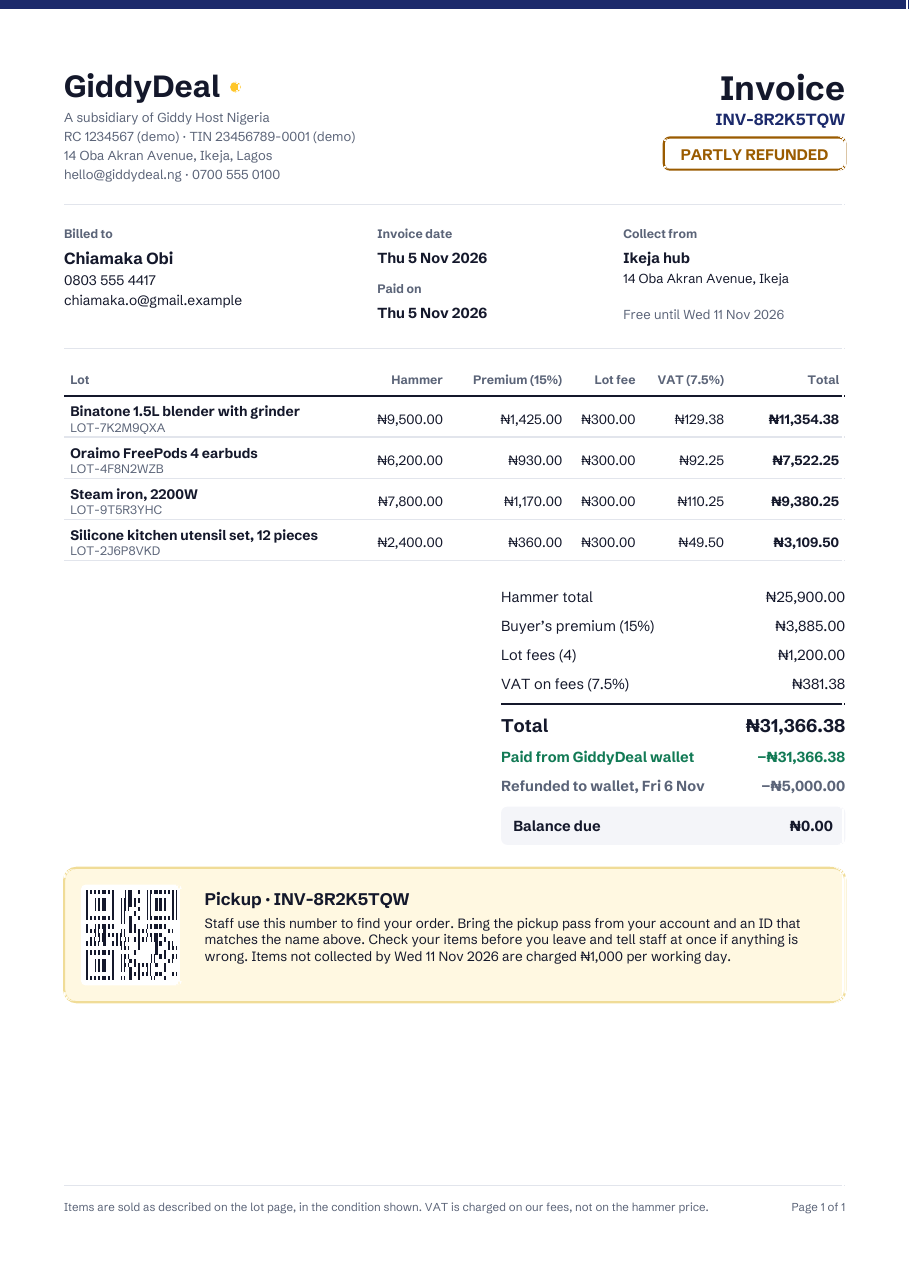 GiddyDeal
A subsidiary of Giddy Host Nigeria
RC 1234567 (demo) · TIN 23456789-0001 (demo)
14 Oba Akran Avenue, Ikeja, Lagos
hello@giddydeal.ng · 0700 555 0100
Invoice
INV-8R2K5TQW
PARTLY REFUNDED
Billed to
Chiamaka Obi
0803 555 4417
chiamaka.o@gmail.example
Invoice date
Thu 5 Nov 2026
Paid on
Thu 5 Nov 2026
Collect from
Ikeja hub
14 Oba Akran Avenue, Ikeja
Free until Wed 11 Nov 2026
Lot Hammer Premium (15%) Lot fee VAT (7.5%) Total
Binatone 1.5L blender with grinder
LOT-7K2M9QXA
₦9,500.00 ₦1,425.00 ₦300.00 ₦129.38 ₦11,354.38
Oraimo FreePods 4 earbuds
LOT-4F8N2WZB
₦6,200.00 ₦930.00 ₦300.00 ₦92.25 ₦7,522.25
Steam iron, 2200W
LOT-9T5R3YHC
₦7,800.00 ₦1,170.00 ₦300.00 ₦110.25 ₦9,380.25
Silicone kitchen utensil set, 12 pieces
LOT-2J6P8VKD
₦2,400.00 ₦360.00 ₦300.00 ₦49.50 ₦3,109.50
Hammer total ₦25,900.00
Buyer’s premium (15%) ₦3,885.00
Lot fees (4) ₦1,200.00
VAT on fees (7.5%) ₦381.38
Total ₦31,366.38
Paid from GiddyDeal wallet −₦31,366.38
Refunded to wallet, Fri 6 Nov −₦5,000.00
Balance due ₦0.00
Pickup · INV-8R2K5TQW
Staff use this number to find your order. Bring the pickup pass from your account and an ID that
matches the name above. Check your items before you leave and tell staff at once if anything is
wrong. Items not collected by Wed 11 Nov 2026 are charged ₦1,000 per working day.
Items are sold as described on the lot page, in the condition shown. VAT is charged on our fees, not on the hammer price.
Page 1 of 1